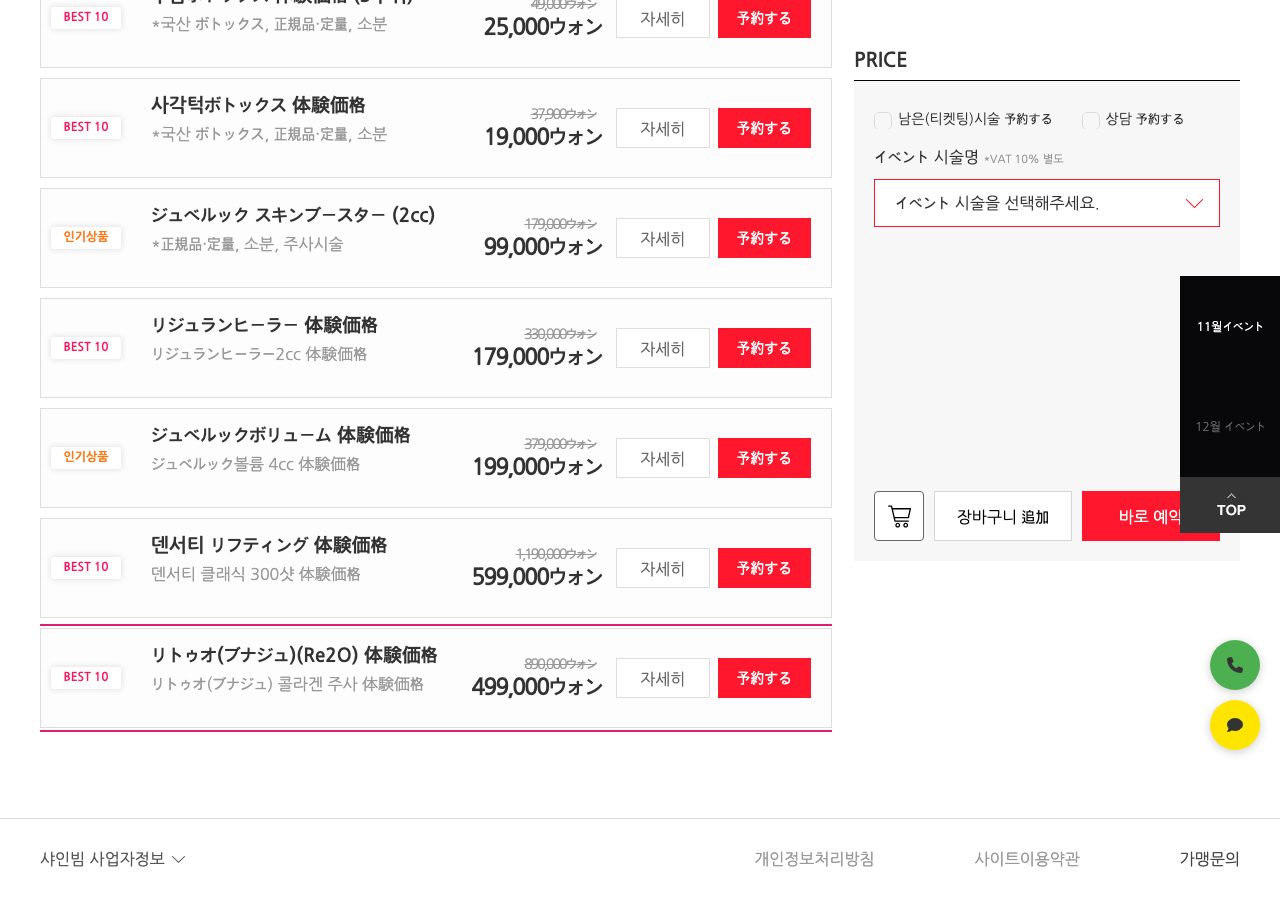 BEST 10
*국산 ボトックス, 正規品·定量, 소분
49,000ウォン
25,000ウォン
자세히
予約する
BEST 10
사각턱ボトックス 体験価格
*국산 ボトックス, 正規品·定量, 소분
37,900ウォン
19,000ウォン
자세히
予約する
인기상품
ジュベルック スキンブースター (2cc)
*正規品·定量, 소분, 주사시술
179,000ウォン
99,000ウォン
자세히
予約する
BEST 10
リジュランヒーラー 体験価格
リジュランヒーラー2cc 体験価格
330,000ウォン
179,000ウォン
자세히
予約する
인기상품
ジュベルックボリューム 体験価格
ジュベルック볼륨 4cc 体験価格
379,000ウォン
199,000ウォン
자세히
予約する
BEST 10
덴서티 リフティング 体験価格
덴서티 클래식 300샷 体験価格
1,190,000ウォン
599,000ウォン
자세히
予約する
BEST 10
リトゥオ(ブナジュ)(Re2O) 体験価格
リトゥオ(ブナジュ) 콜라겐 주사 体験価格
890,000ウォン
499,000ウォン
자세히
予約する
PRICE
남은(티켓팅)시술 予約する
상담 予約する
イベント 시술명 *VAT 10% 별도
イベント 시술을 선택해주세요.
장바구니 追加
바로 예약
11월イベント
12월 イベント
TOP
샤인빔 사업자정보
개인정보처리방침
사이트이용약관
가맹문의